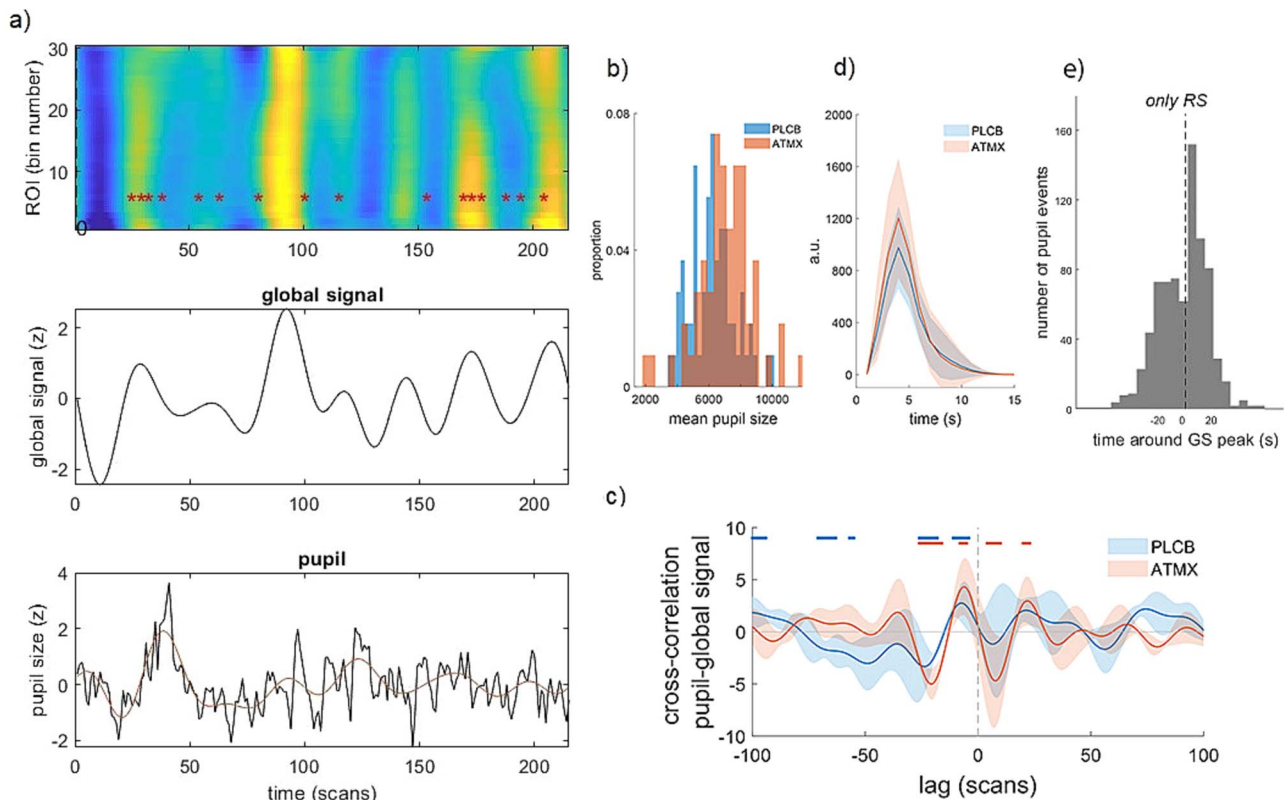 a)
30
20
10
0
ROI (bin number)
* * * * * * * * * * * * * * * *
50 100 150 200
global signal
2
0
-2
global signal (z)
0 50 100 150 200
pupil
4
2
0
-2
pupil size (z)
0 50 100 150 200
time (scans)
b)
0.08
0.04
0
proportion
PLCB
ATMX
2000 6000 10000
mean pupil size
d)
2000
1600
1200
800
400
0
a.u.
PLCB
ATMX
0 5 10 15
time (s)
e)
only RS
160
120
80
40
0
number of pupil events
-20 0 20
time around GS peak (s)
c)
10
5
0
-5
-10
cross-correlation
pupil-global signal
PLCB
ATMX
-100 -50 0 50 100
lag (scans)